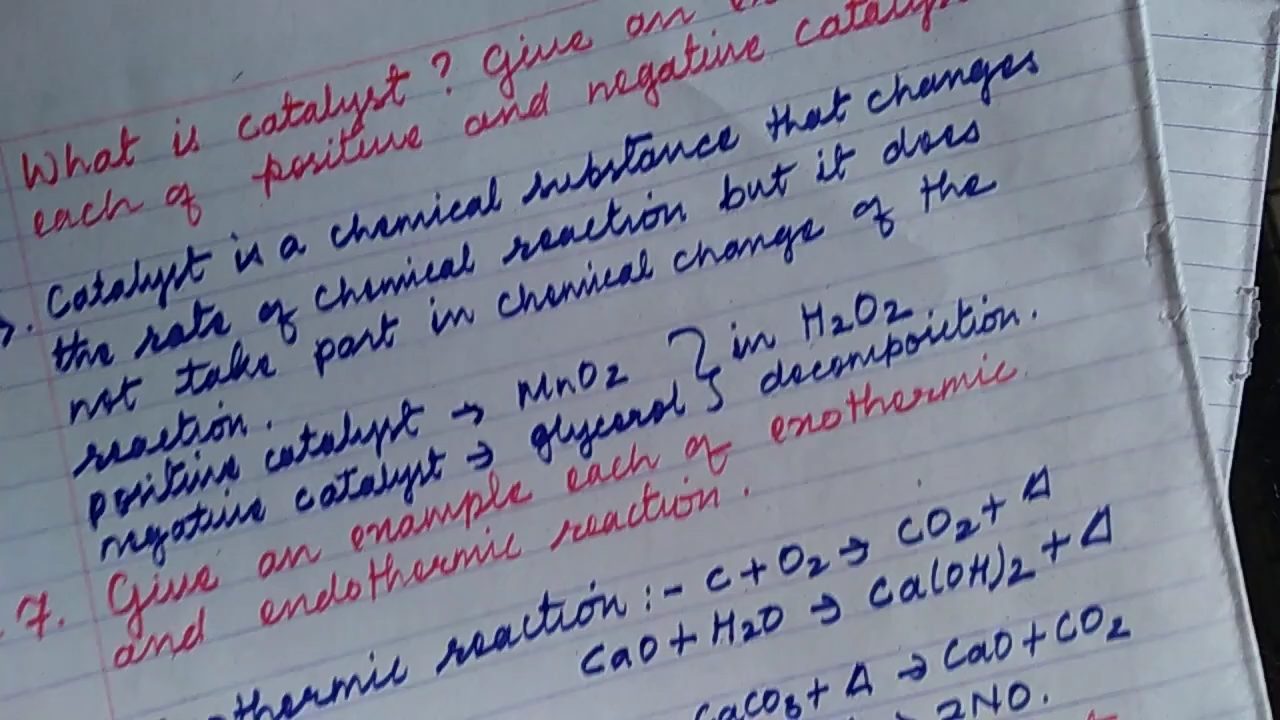 What is catalyst? Give an
each of positive and negative
. Catalyst is a chemical substance that changes
the rate of chemical reaction but it does
not take part in chemical change of the
reaction.
positive catalyst → MnO2 } in H2O2
negative catalyst → glycerol } decomposition.
7. Give an example each of exothermic
and endothermic reaction.
reaction :- C + O2 → CO2 + Δ
CaO + H2O → Ca(OH)2 + Δ
CaCO3 + Δ → CaO + CO2
2NO.